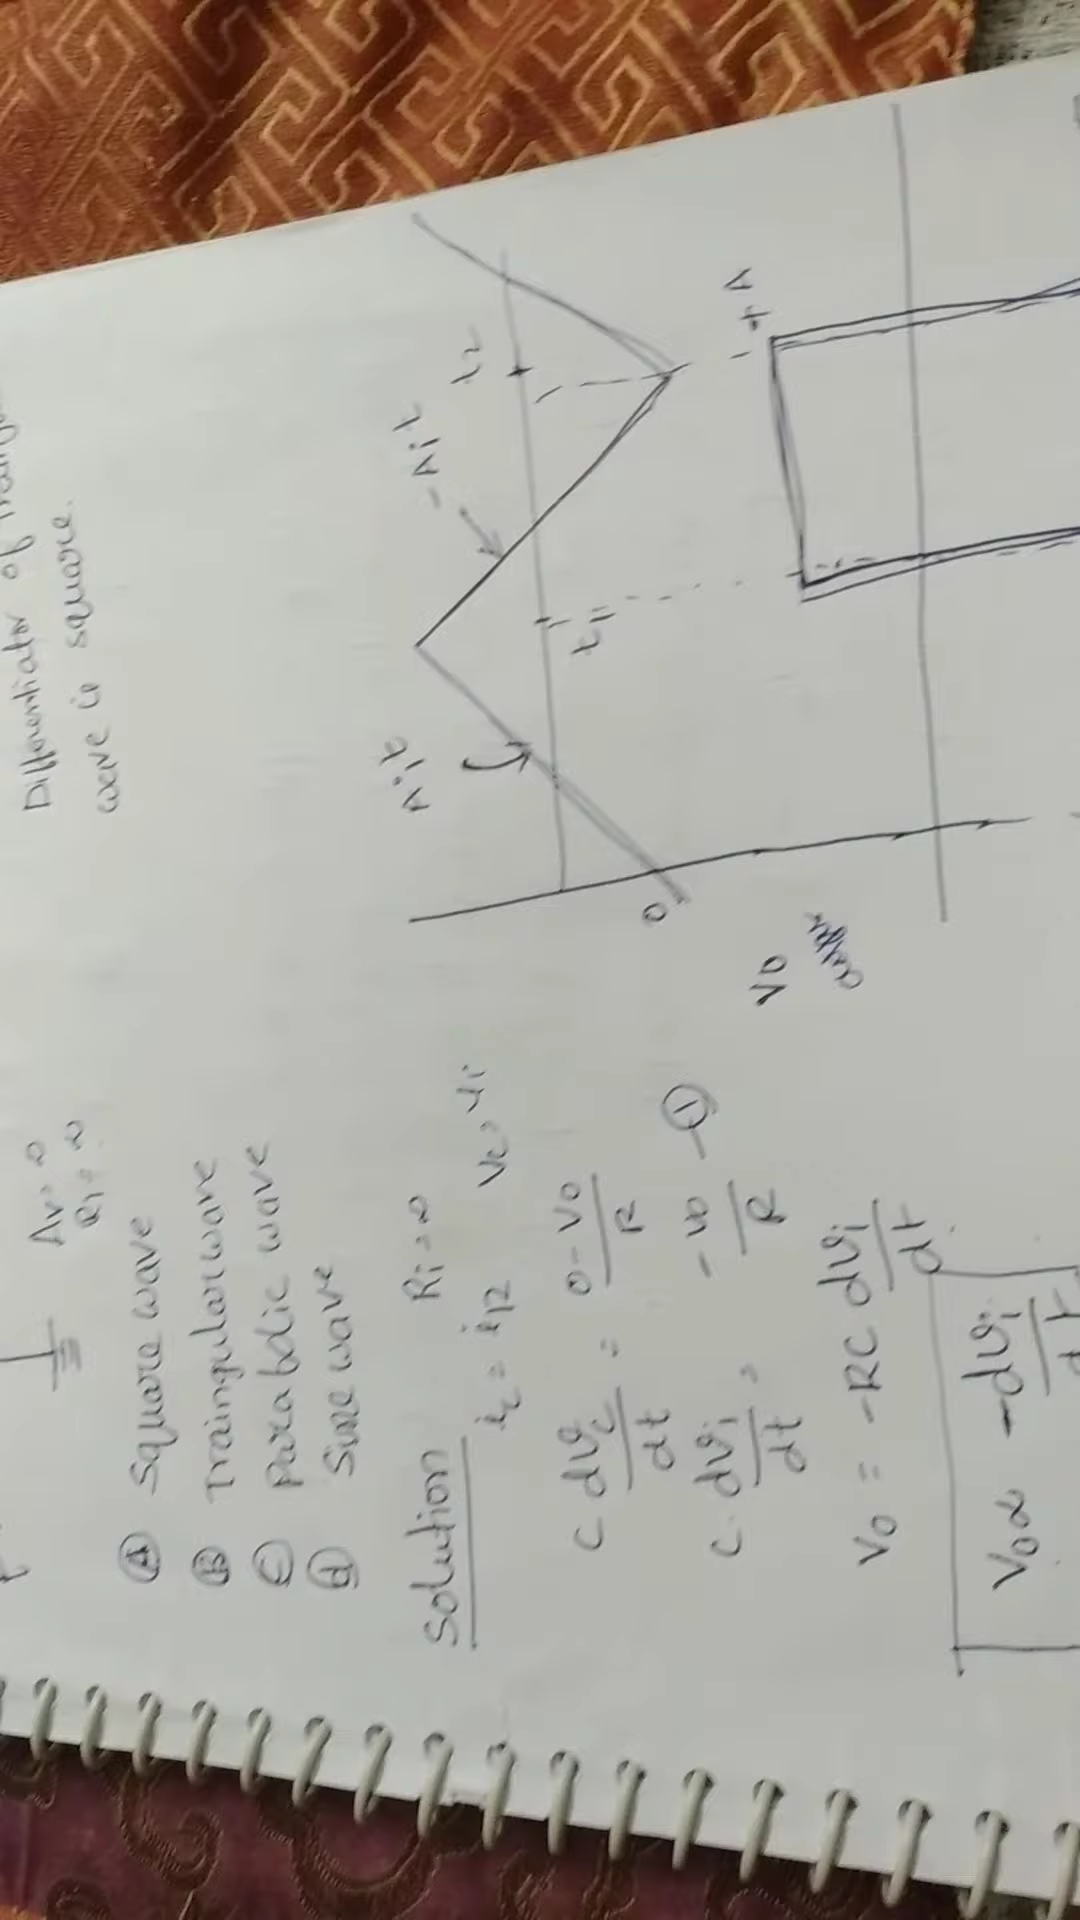 Av = ∞
Ri = ∞
Ⓐ Square wave
Ⓑ Traingular wave
Ⓒ Parabolic wave
Ⓓ Sine wave
Differentiator of
wave is square.
Solution Ri = ∞
ic = iR Vc = Vi
C dVc/dt = 0 - Vo/R
C. dVi/dt = - Vo/R -①
Vo = -RC dVi/dt
Vo ∝ -dVi/dt
Ait
-Ait
t1
t2
0
Vo
+A